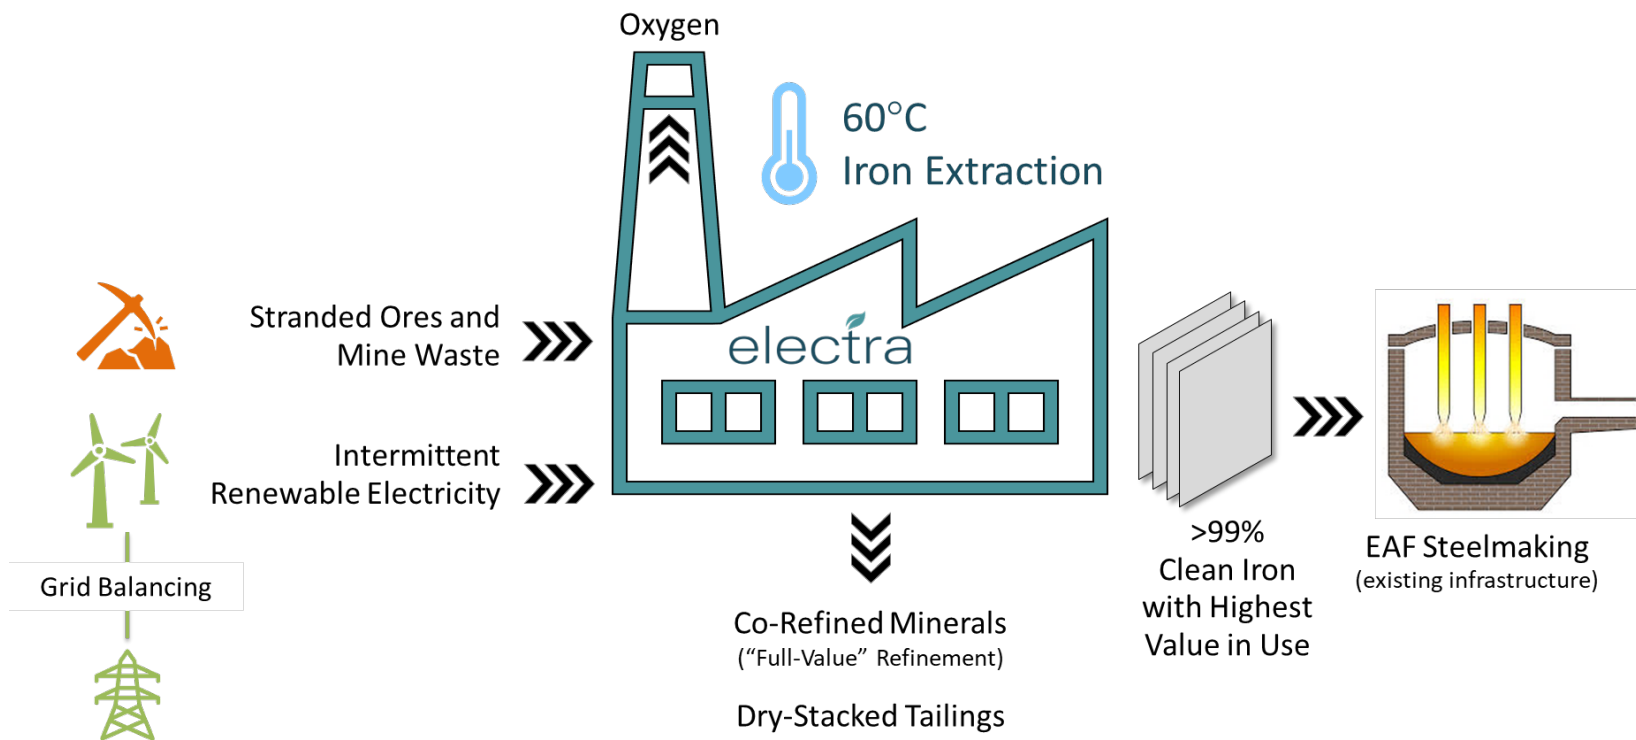 Oxygen
60°C
Iron Extraction
Stranded Ores and
Mine Waste
electra
Intermittent
Renewable Electricity
Grid Balancing
>99%
Clean Iron
with Highest
Value in Use
EAF Steelmaking
(existing infrastructure)
Co-Refined Minerals
(“Full-Value” Refinement)
Dry-Stacked Tailings